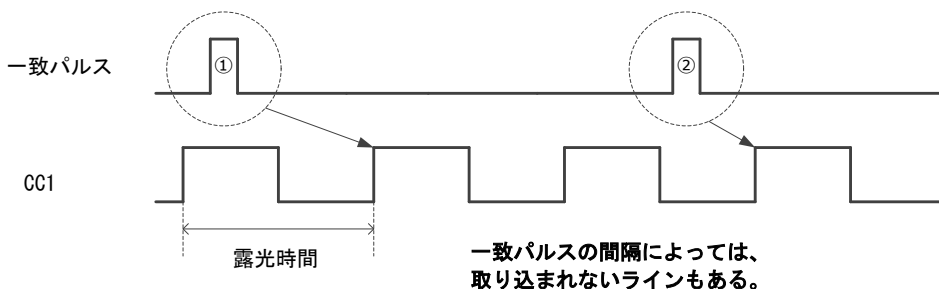 一致パルス
①
②
CC1
露光時間
一致パルスの間隔によっては、
取り込まれないラインもある。